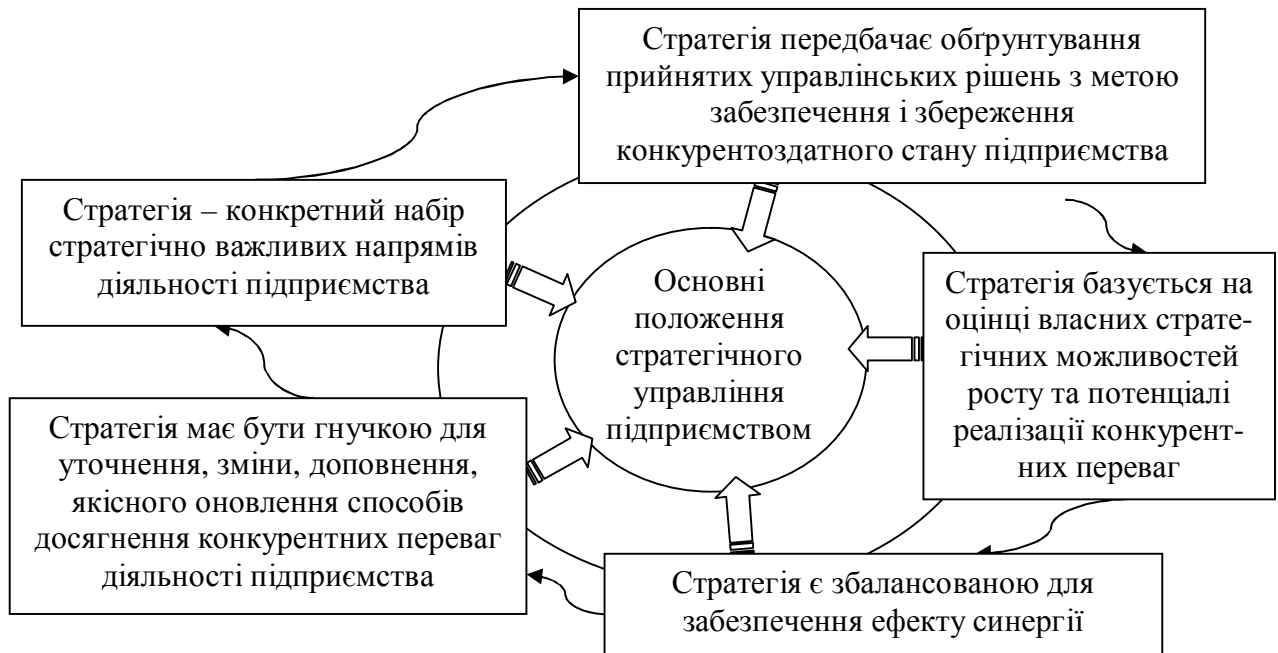 Стратегія передбачає обґрунтування
прийнятих управлінських рішень з метою
забезпечення і збереження
конкурентоздатного стану підприємства
Стратегія – конкретний набір
стратегічно важливих напрямів
діяльності підприємства
Основні
положення
стратегічного
управління
підприємством
Стратегія базується на
оцінці власних страте-
гічних можливостей
росту та потенціалі
реалізації конкурент-
них переваг
Стратегія має бути гнучкою для
уточнення, зміни, доповнення,
якісного оновлення способів
досягнення конкурентних переваг
діяльності підприємства
Стратегія є збалансованою для
забезпечення ефекту синергії